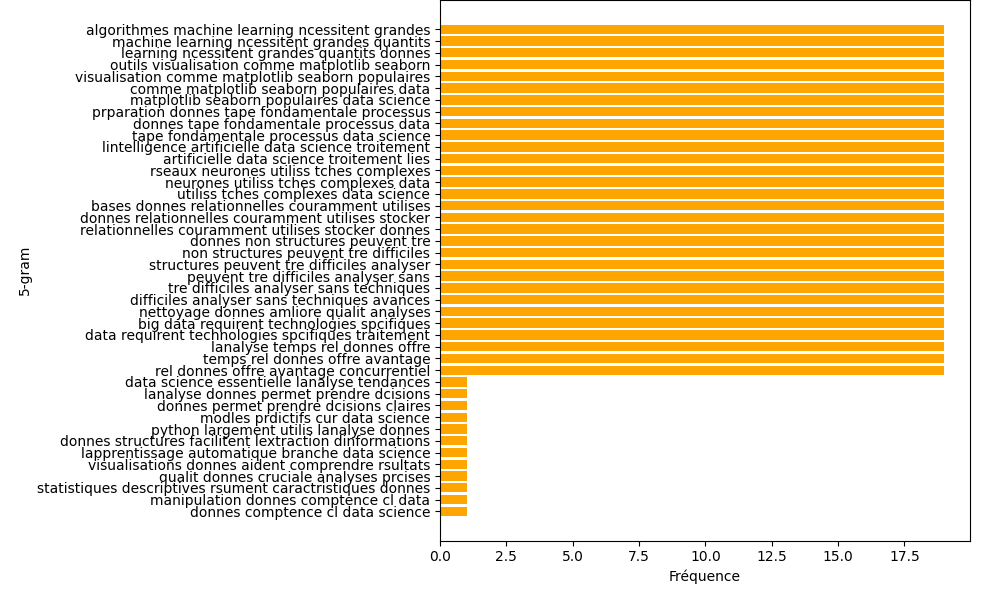 algorithmes machine learning ncessitent grandes
machine learning ncessitent grandes quantits
learning ncessitent grandes quantits donnes
outils visualisation comme matplotlib seaborn
visualisation comme matplotlib seaborn populaires
comme matplotlib seaborn populaires data
matplotlib seaborn populaires data science
prparation donnes tape fondamentale processus
donnes tape fondamentale processus data
tape fondamentale processus data science
lintelligence artificielle data science troitement
artificielle data science troitement lies
rseaux neurones utiliss tches complexes
neurones utiliss tches complexes data
utiliss tches complexes data science
bases donnes relationnelles couramment utilises
donnes relationnelles couramment utilises stocker
relationnelles couramment utilises stocker donnes
donnes non structures peuvent tre
non structures peuvent tre difficiles
structures peuvent tre difficiles analyser
peuvent tre difficiles analyser sans
tre difficiles analyser sans techniques
difficiles analyser sans techniques avances
nettoyage donnes amliore qualit analyses
big data requirent technologies spcifiques
data requirent technologies spcifiques traitement
lanalyse temps rel donnes offre
temps rel donnes offre avantage
rel donnes offre avantage concurrentiel
data science essentielle lanalyse tendances
lanalyse donnes permet prendre dcisions
donnes permet prendre dcisions claires
modles prdictifs cur data science
python largement utilis lanalyse donnes
donnes structures facilitent lextraction dinformations
lapprentissage automatique branche data science
visualisations donnes aident comprendre rsultats
qualit donnes cruciale analyses prcises
statistiques descriptives rsument caractristiques donnes
manipulation donnes comptence cl data
donnes comptence cl data science
5-gram
0.0 2.5 5.0 7.5 10.0 12.5 15.0 17.5
Fréquence